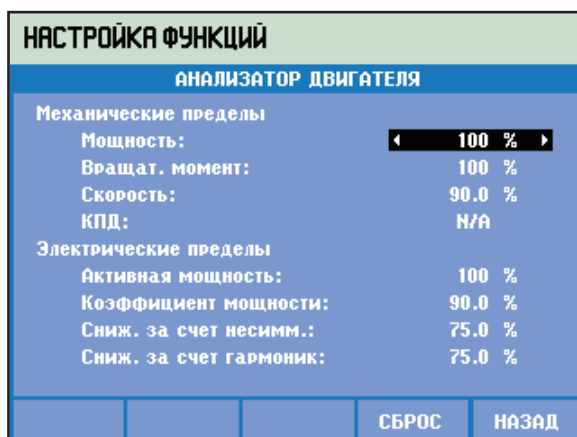 НАСТРОЙКА ФУНКЦИЙ
АНАЛИЗАТОР ДВИГАТЕЛЯ
Механические пределы
Мощность: 100 %
Вращат. момент: 100 %
Скорость: 90.0 %
КПД: N/A
Электрические пределы
Активная мощность: 100 %
Коэффициент мощности: 90.0 %
Сниж. за счет несимм.: 75.0 %
Сниж. за счет гармоник: 75.0 %
СБРОС НАЗАД